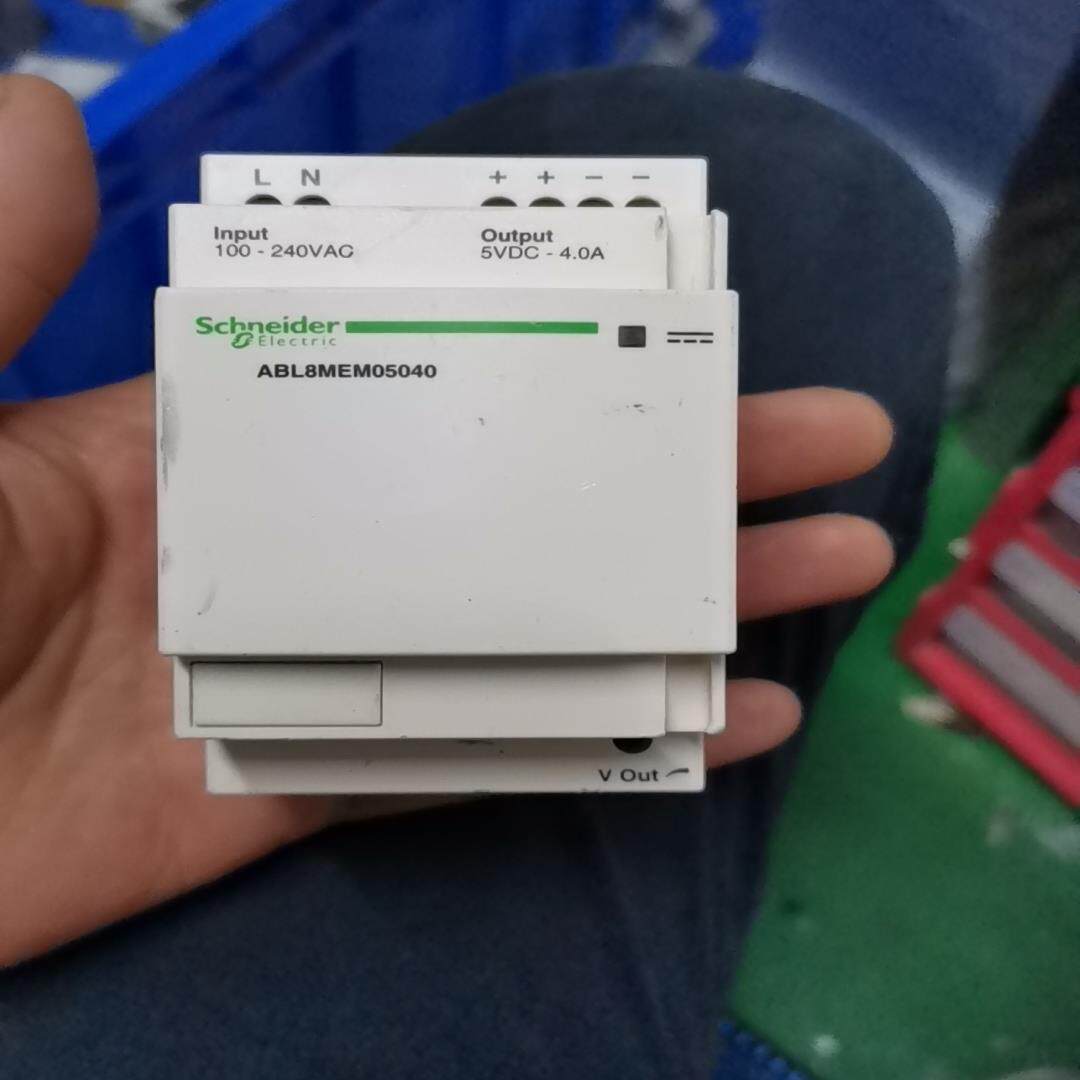 L N + + − −
Input Output
100 - 240VAC 5VDC - 4.0A
Schneider
Electric
ABL8MEM05040
V Out